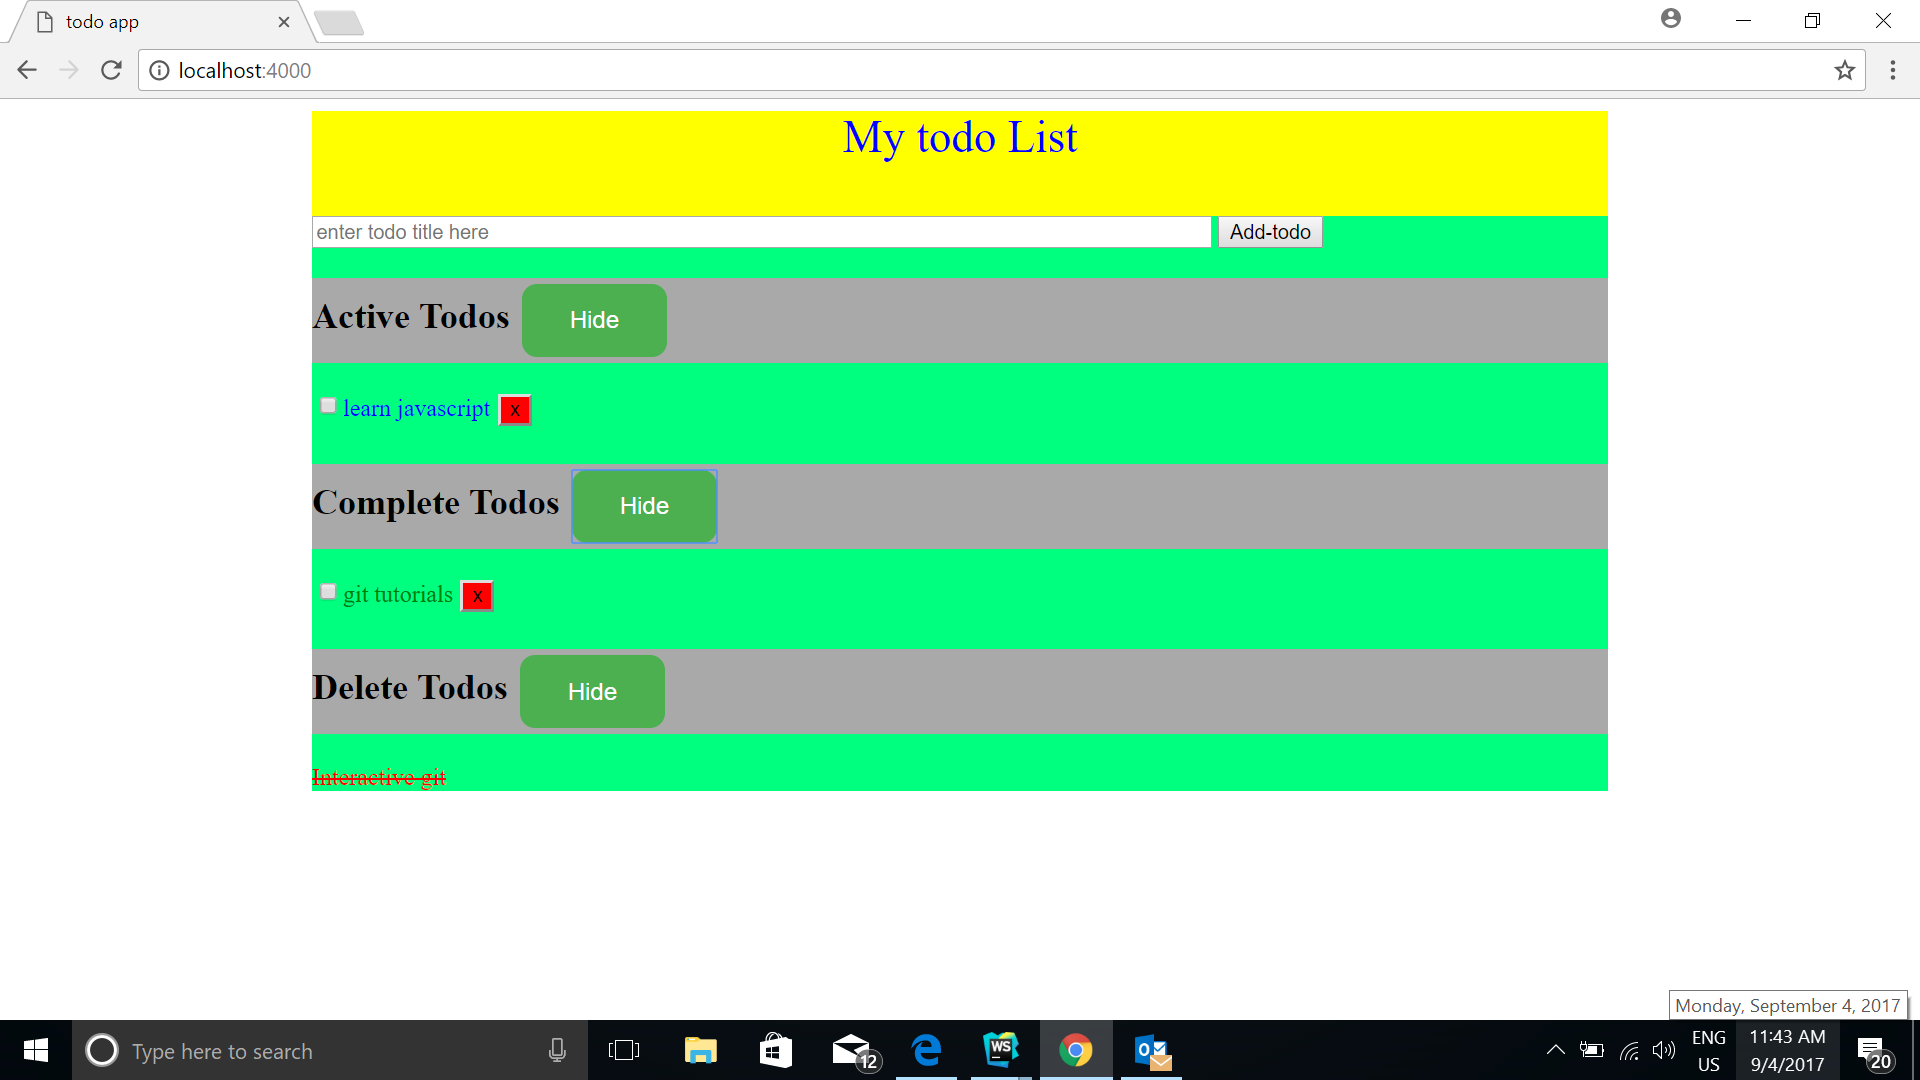 todo app
localhost:4000
My todo List
enter todo title here Add-todo
Active Todos Hide
learn javascript x
Complete Todos Hide
git tutorials x
Delete Todos Hide
Interactive git
Monday, September 4, 2017
Type here to search
12
WS
ENG
US
11:43 AM
9/4/2017
20